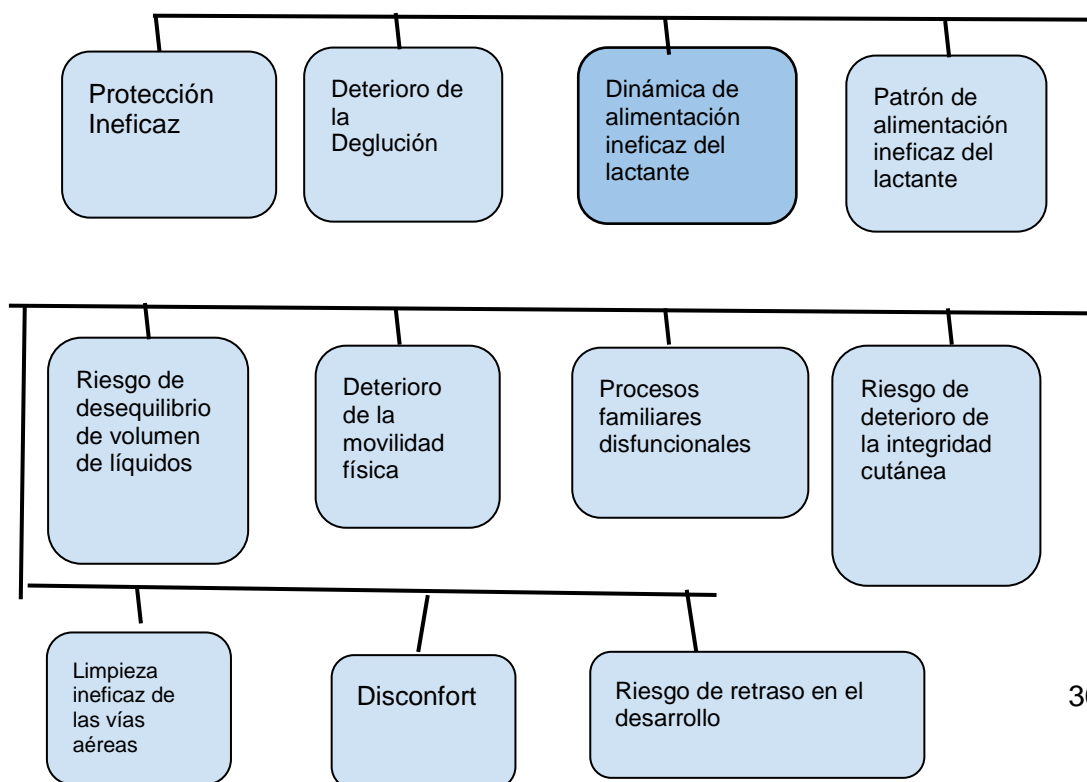 Protección
Ineficaz
Deterioro de
la
Deglución
Dinámica de
alimentación
ineficaz del
lactante
Patrón de
alimentación
ineficaz del
lactante
Riesgo de
desequilibrio
de volumen
de líquidos
Deterioro
de la
movilidad
física
Procesos
familiares
disfuncionales
Riesgo de
deterioro de
la integridad
cutánea
Limpieza
ineficaz de
las vías
aéreas
Disconfort
Riesgo de retraso en el
desarrollo